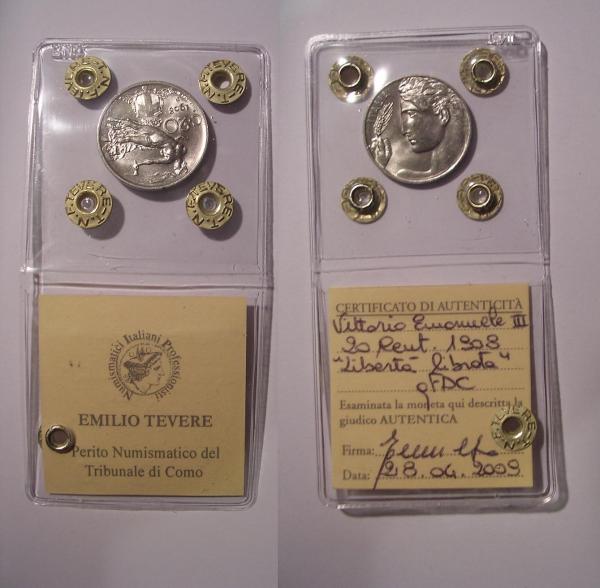 E.TEVERE
Numismatici Italiani Professionisti
EMILIO TEVERE
Perito Numismatico del
Tribunale di Como
CERTIFICATO DI AUTENTICITÀ
Vittorio Emanuele III
20 Cent. 1908
"Libertà librata"
qFDC
Esaminata la moneta qui descritta la
giudico AUTENTICA
Firma:
Data: 28.04.2009